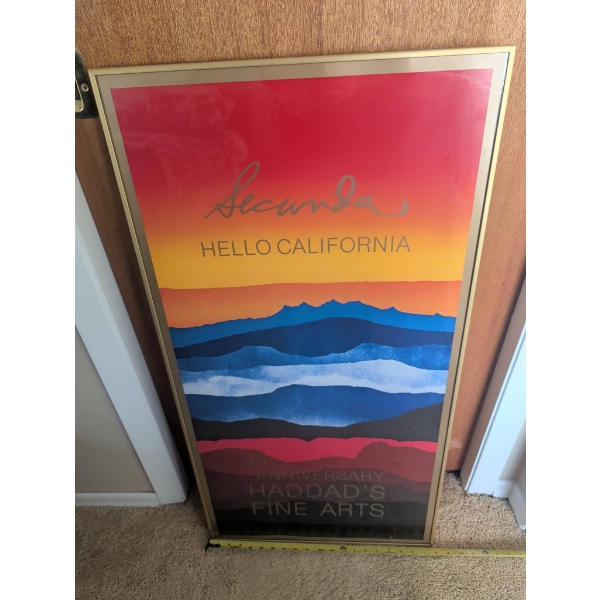 Secunda
HELLO CALIFORNIA
ANNIVERSARY
HADDAD'S
FINE ARTS